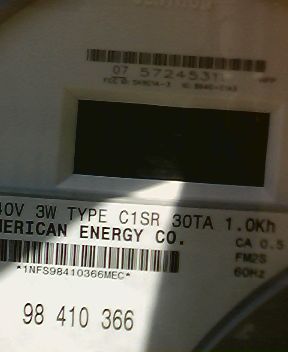 07 5724531
40V 3W TYPE C1SR 30TA 1.0Kh
MERICAN ENERGY CO.
CA 0.5
*1NFS98410366MEC*
FM2S
60Hz
98 410 366